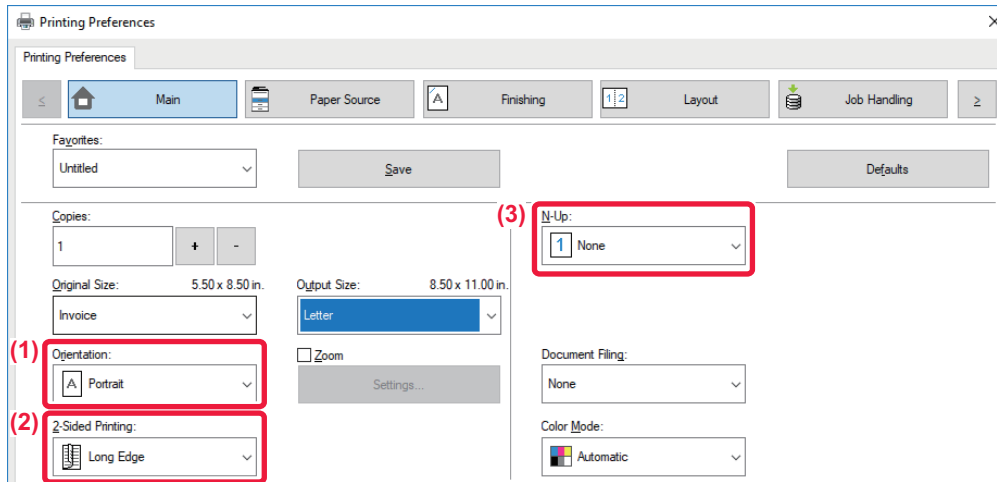 Printing Preferences
Printing Preferences
<
Main
Paper Source
A
Finishing
1 2
Layout
Job Handling
>
Favorites:
Untitled
Save
Defaults
Copies:
1
+
-
(3)
N-Up:
1
None
Original Size:
5.50 x 8.50 in.
Output Size:
8.50 x 11.00 in.
Invoice
Letter
(1)
Orientation:
A
Portrait
Zoom
Settings...
Document Filing:
None
(2)
2-Sided Printing:
Long Edge
Color Mode:
Automatic